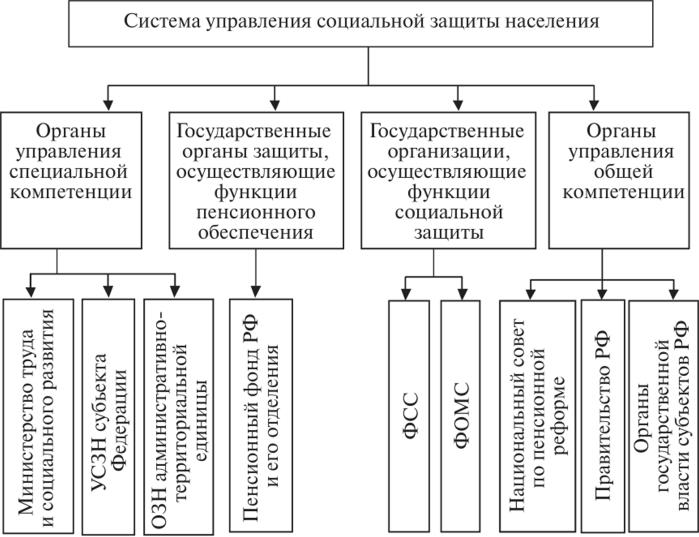 Система управления социальной защиты населения
Органы
управления
специальной
компетенции
Государственные
органы защиты,
осуществляющие
функции
пенсионного
обеспечения
Государственные
организации,
осуществляющие
функции
социальной
защиты
Органы
управления
общей
компетенции
Министерство труда
и социального развития
УСЗН субъекта
Федерации
ОЗН административно-
территориальной
единицы
Пенсионный фонд РФ
и его отделения
ФСС
ФОМС
Национальный совет
по пенсионной
реформе
Правительство РФ
Органы
государственной
власти субъектов РФ